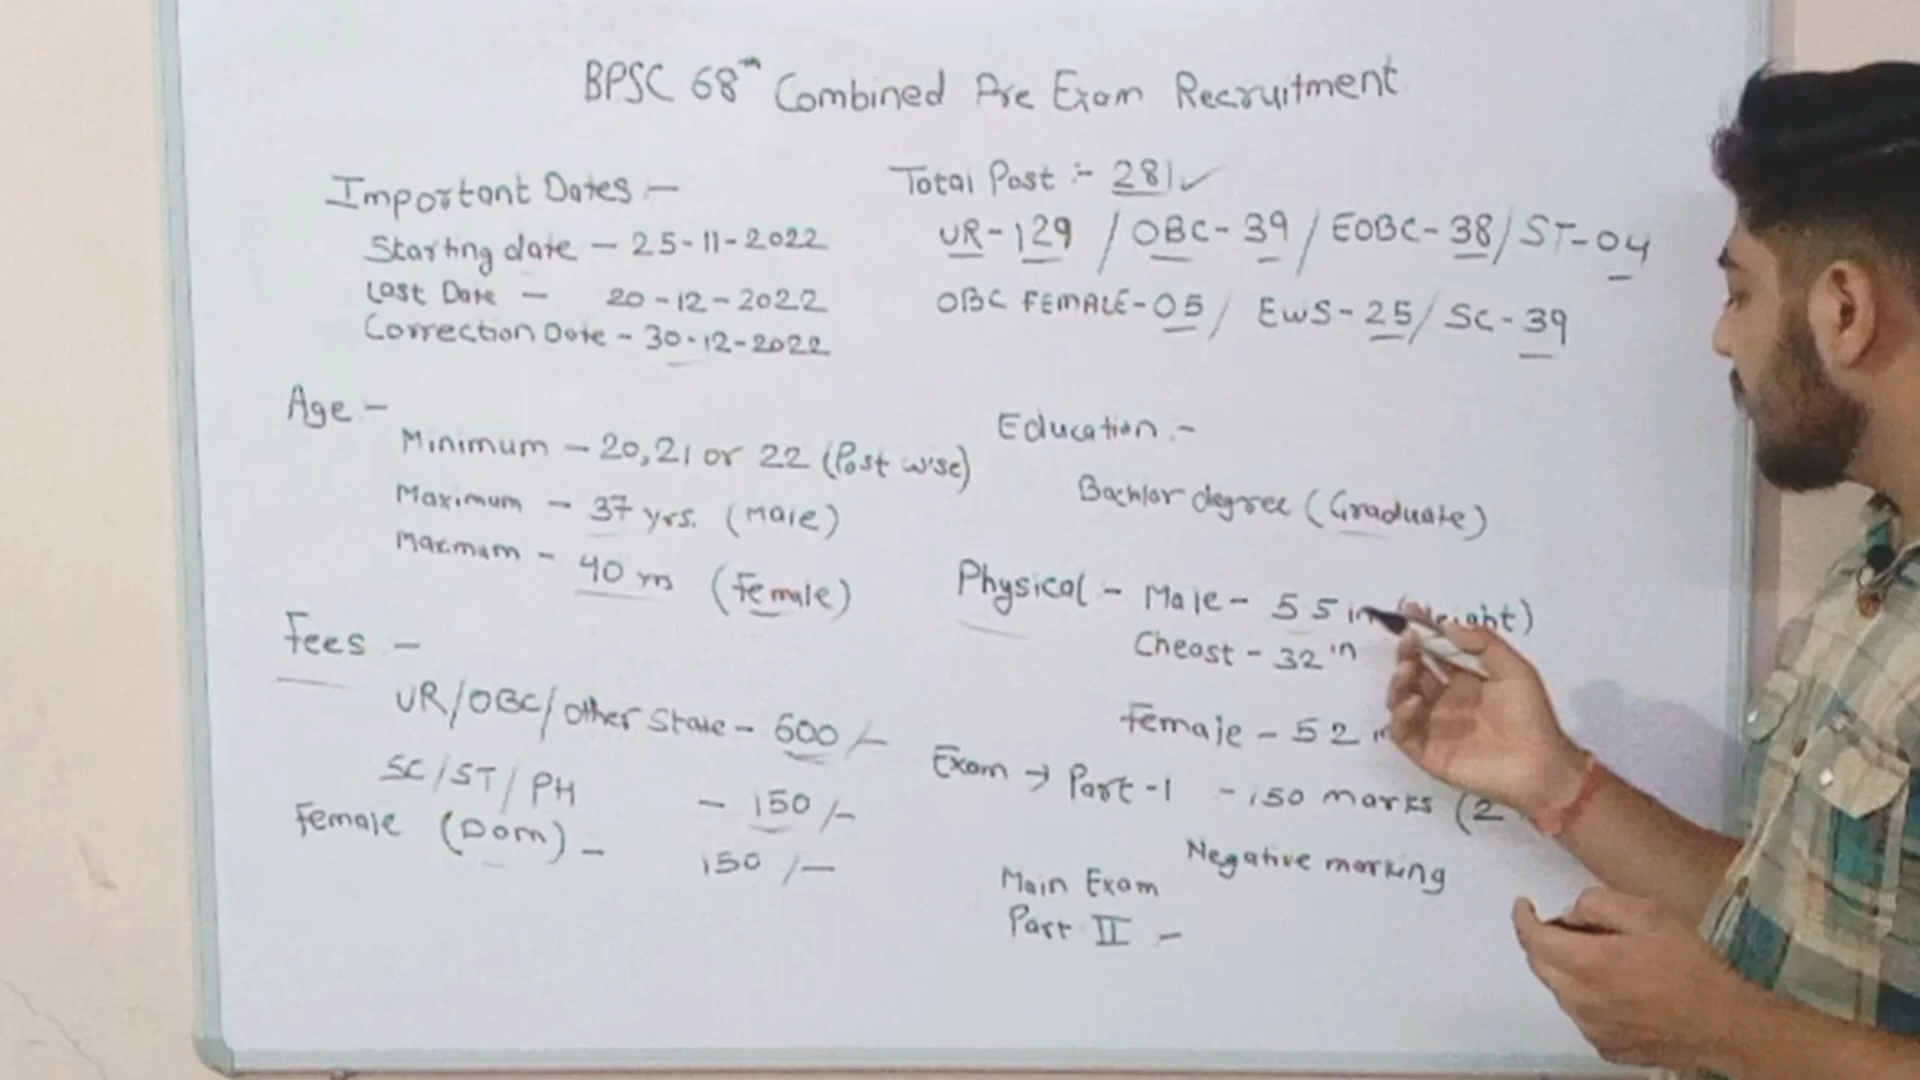 BPSC 68th Combined Pre Exam Recruitment
Important Dates :-
Starting date - 25-11-2022
Last Date - 20-12-2022
Correction Date - 30-12-2022
Age -
Minimum - 20,21 or 22 (Post wise)
Maximum - 37 yrs. (Male)
Maxmum - 40 yrs (Female)
Fees -
UR/OBC/other State - 600/-
SC/ST/PH - 150/-
Female (Dom) - 150/-
Total Post :- 281 ✓
UR-129 / OBC-39 / EOBC-38/ ST-04
OBC FEMALE-05/ EWS-25/ SC-39
Education :-
Bachlor degree (Graduate)
Physical - Male - 55 in (Height)
Cheast - 32 in
Female - 52
Exam → Part-1 - 150 marks (2
Negative marking
Main Exam
Part II -